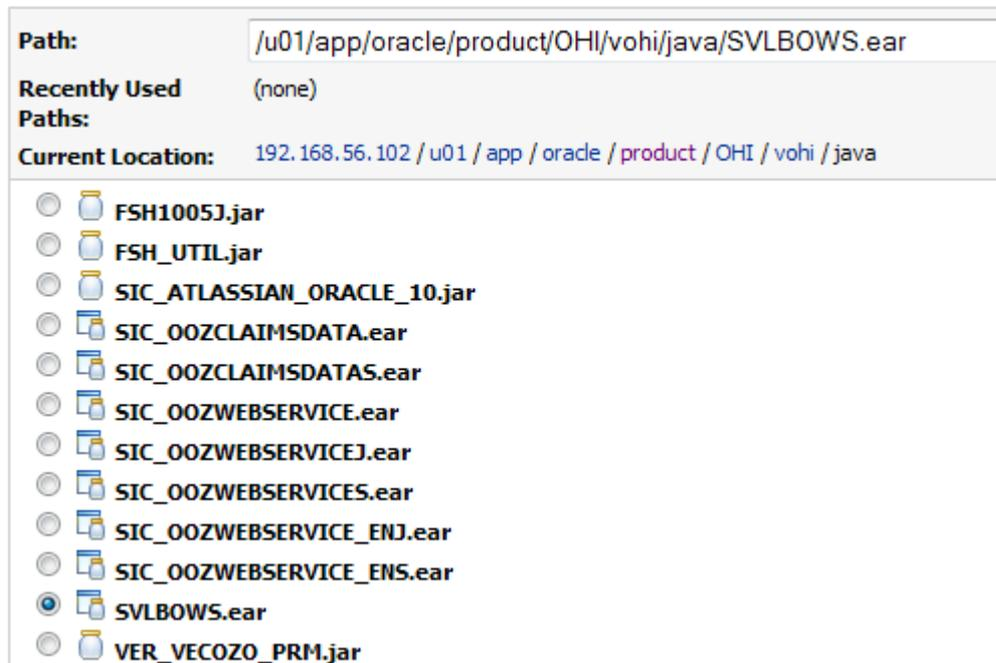 Path: /u01/app/oracle/product/OHI/vohi/java/SVLBOWS.ear
Recently Used Paths: (none)
Current Location: 192.168.56.102 / u01 / app / oracle / product / OHI / vohi / java
FSH1005J.jar
FSH_UTIL.jar
SIC_ATLASSIAN_ORACLE_10.jar
SIC_OOZCLAIMSDATA.ear
SIC_OOZCLAIMSDATAS.ear
SIC_OOZWEBSERVICE.ear
SIC_OOZWEBSERVICEJ.ear
SIC_OOZWEBSERVICES.ear
SIC_OOZWEBSERVICE_ENJ.ear
SIC_OOZWEBSERVICE_ENS.ear
SVLBOWS.ear
VER_VECOZO_PRM.jar